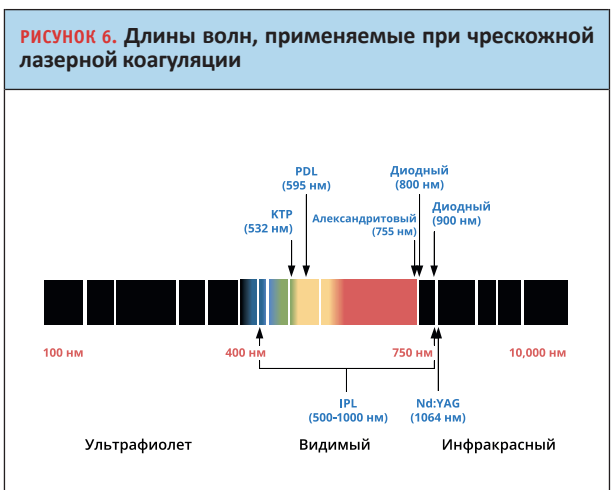 РИСУНОК 6. Длины волн, применяемые при чрескожной
лазерной коагуляции
PDL
(595 нм)
Диодный
(800 нм)
KTP
(532 нм)
Александритовый
(755 нм)
Диодный
(900 нм)
100 нм
400 нм
750 нм
10,000 нм
IPL
(500-1000 нм)
Nd:YAG
(1064 нм)
Ультрафиолет
Видимый
Инфракрасный